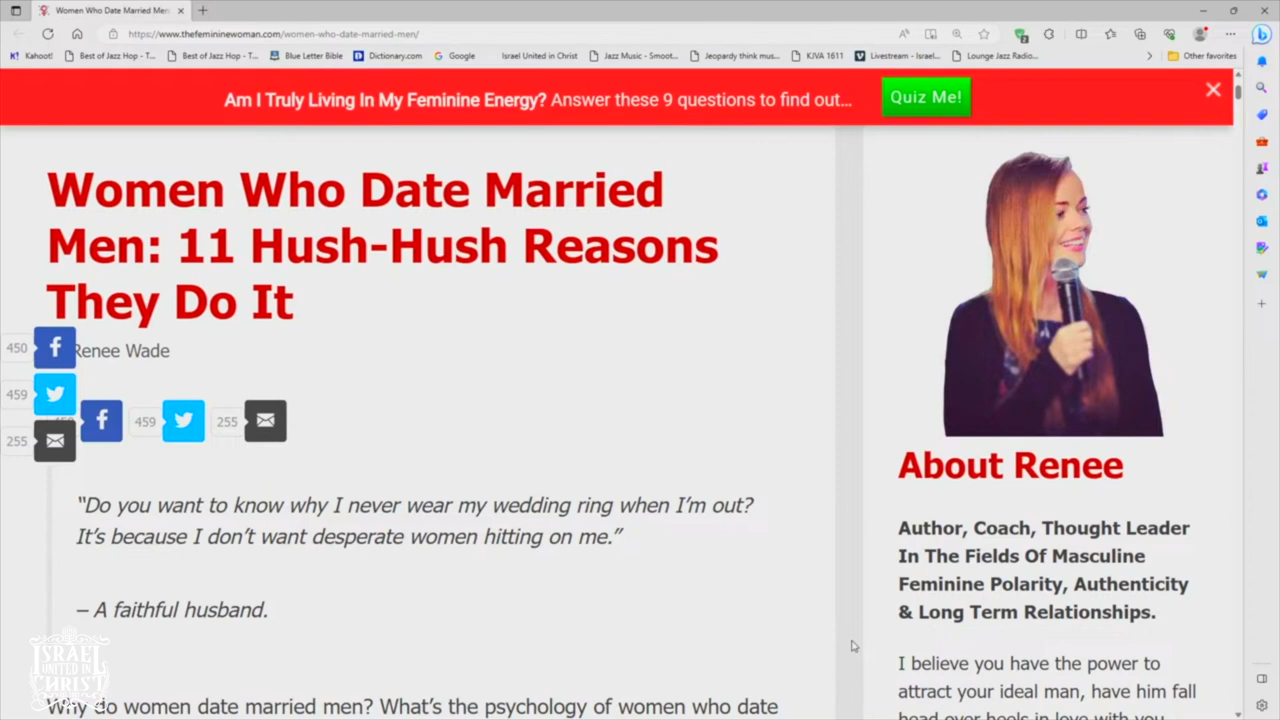 Women Who Date Married Men
https://www.thefemininewoman.com/women-who-date-married-men/
Kahoot!
Best of Jazz Hop - T...
Best of Jazz Hop - T...
Blue Letter Bible
Dictionary.com
Google
Israel United in Christ
Jazz Music - Smoot...
Jeopardy think mus...
KJVA 1611
Livestream - Israel...
Lounge Jazz Radio...
Other favorites
Am I Truly Living In My Feminine Energy? Answer these 9 questions to find out...
Quiz Me!
Women Who Date Married
Men: 11 Hush-Hush Reasons
They Do It
Renee Wade
450
459
255
459
255
“Do you want to know why I never wear my wedding ring when I’m out?
It’s because I don’t want desperate women hitting on me.”
– A faithful husband.
Why do women date married men? What’s the psychology of women who date
About Renee
Author, Coach, Thought Leader
In The Fields Of Masculine
Feminine Polarity, Authenticity
& Long Term Relationships.
I believe you have the power to
attract your ideal man, have him fall
head over heels in love with you
ISRAEL
UNITED IN
CHRIST